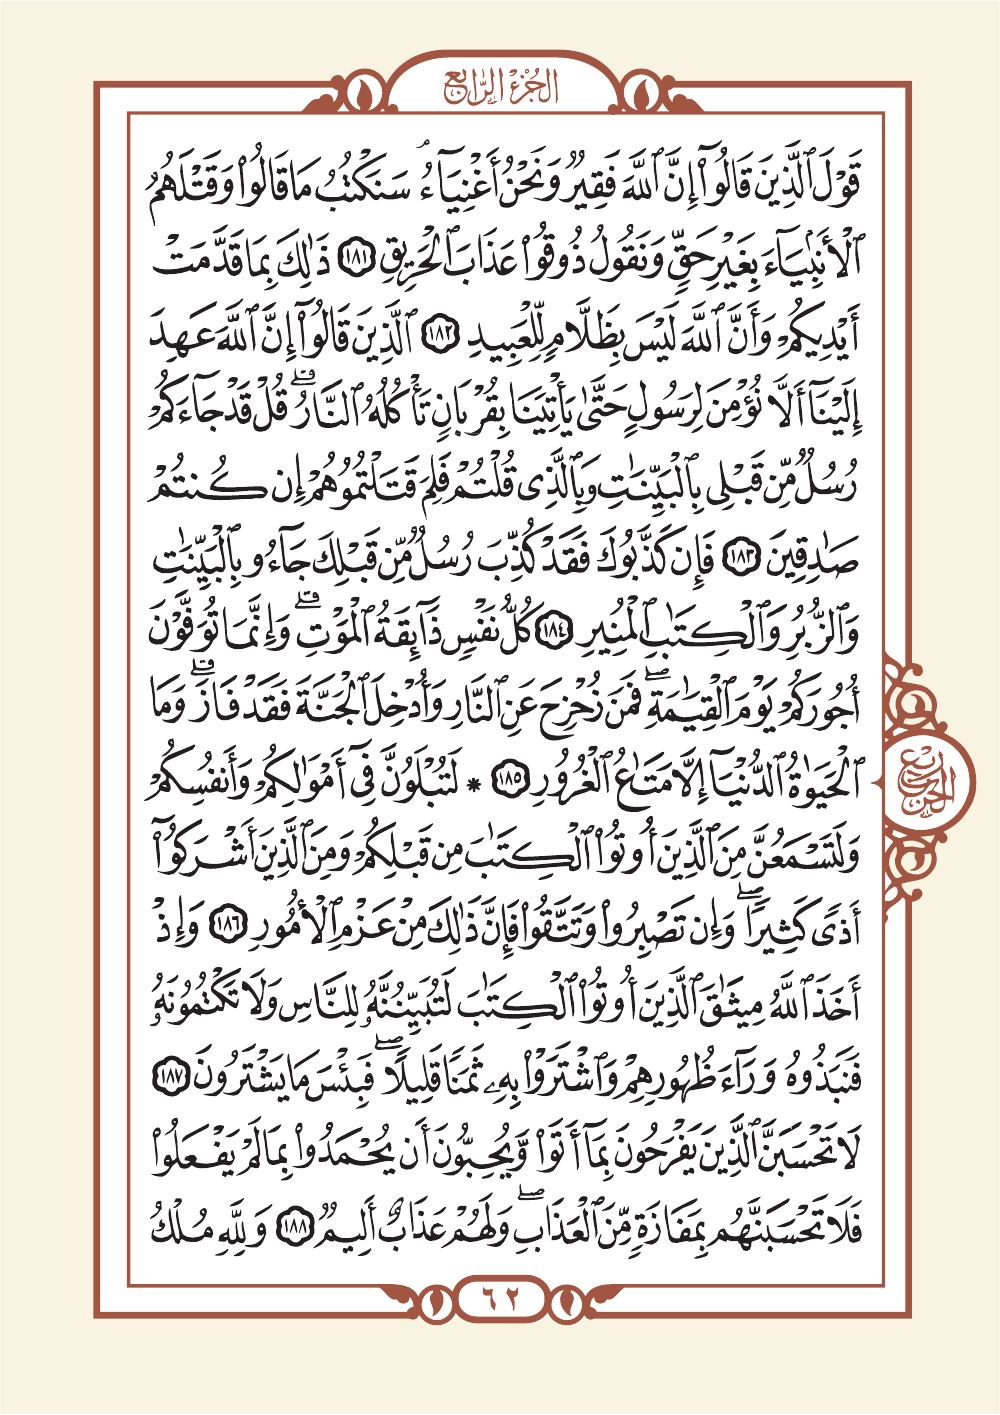 الجُزْءُ الرَّابِع
قَوْلَ ٱلَّذِينَ قَالُوٓا۟ إِنَّ ٱللَّهَ فَقِيرٌ وَنَحْنُ أَغْنِيَآءُ ۘ سَنَكْتُبُ مَا قَالُوا۟ وَقَتْلَهُمُ
ٱلْأَنۢبِيَآءَ بِغَيْرِ حَقٍّ وَنَقُولُ ذُوقُوا۟ عَذَابَ ٱلْحَرِيقِ ١٨١ ذَٰلِكَ بِمَا قَدَّمَتْ
أَيْدِيكُمْ وَأَنَّ ٱللَّهَ لَيْسَ بِظَلَّامٍ لِّلْعَبِيدِ ١٨٢ ٱلَّذِينَ قَالُوٓا۟ إِنَّ ٱللَّهَ عَهِدَ
إِلَيْنَآ أَلَّا نُؤْمِنَ لِرَسُولٍ حَتَّىٰ يَأْتِيَنَا بِقُرْبَانٍ تَأْكُلُهُ ٱلنَّارُ ۗ قُلْ قَدْ جَآءَكُمْ
رُسُلٌ مِّن قَبْلِى بِٱلْبَيِّنَٰتِ وَبِٱلَّذِى قُلْتُمْ فَلِمَ قَتَلْتُمُوهُمْ إِن كُنتُمْ
صَٰدِقِينَ ١٨٣ فَإِن كَذَّبُوكَ فَقَدْ كُذِّبَ رُسُلٌ مِّن قَبْلِكَ جَآءُو بِٱلْبَيِّنَٰتِ
وَٱلزُّبُرِ وَٱلْكِتَٰبِ ٱلْمُنِيرِ ١٨٤ كُلُّ نَفْسٍ ذَآئِقَةُ ٱلْمَوْتِ ۗ وَإِنَّمَا تُوَفَّوْنَ
أُجُورَكُمْ يَوْمَ ٱلْقِيَٰمَةِ ۖ فَمَن زُحْزِحَ عَنِ ٱلنَّارِ وَأُدْخِلَ ٱلْجَنَّةَ فَقَدْ فَازَ ۗ وَمَا
ٱلْحَيَوٰةُ ٱلدُّنْيَآ إِلَّا مَتَٰعُ ٱلْغُرُورِ ١٨٥ * لَتُبْلَوُنَّ فِىٓ أَمْوَٰلِكُمْ وَأَنفُسِكُمْ
رُبْع الحِزْب
وَلَتَسْمَعُنَّ مِنَ ٱلَّذِينَ أُوتُوا۟ ٱلْكِتَٰبَ مِن قَبْلِكُمْ وَمِنَ ٱلَّذِينَ أَشْرَكُوٓا۟
أَذًى كَثِيرًا ۚ وَإِن تَصْبِرُوا۟ وَتَتَّقُوا۟ فَإِنَّ ذَٰلِكَ مِنْ عَزْمِ ٱلْأُمُورِ ١٨٦ وَإِذْ
أَخَذَ ٱللَّهُ مِيثَٰقَ ٱلَّذِينَ أُوتُوا۟ ٱلْكِتَٰبَ لَتُبَيِّنُنَّهُۥ لِلنَّاسِ وَلَا تَكْتُمُونَهُۥ
فَنَبَذُوهُ وَرَآءَ ظُهُورِهِمْ وَٱشْتَرَوْا۟ بِهِۦ ثَمَنًا قَلِيلًا ۖ فَبِئْسَ مَا يَشْتَرُونَ ١٨٧
لَا تَحْسَبَنَّ ٱلَّذِينَ يَفْرَحُونَ بِمَآ أَتَوا۟ وَّيُحِبُّونَ أَن يُحْمَدُوا۟ بِمَا لَمْ يَفْعَلُوا۟
فَلَا تَحْسَبَنَّهُم بِمَفَازَةٍ مِّنَ ٱلْعَذَابِ ۖ وَلَهُمْ عَذَابٌ أَلِيمٌ ١٨٨ وَلِلَّهِ مُلْكُ
٦٢